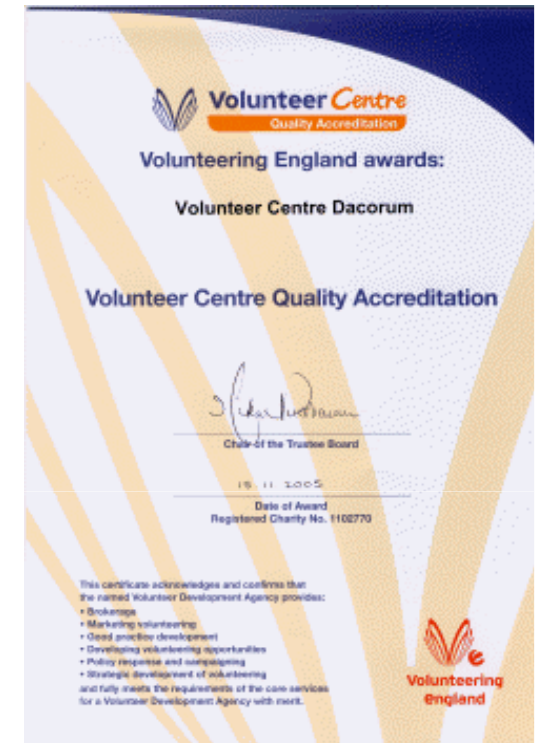 Volunteer Centre
Quality Accreditation
Volunteering England awards:
Volunteer Centre Dacorum
Volunteer Centre Quality Accreditation
Chair of the Trustee Board
11 2005
Date of Award
Registered Charity No. 1102770
This certificate acknowledges and confirms that
the named Volunteer Development Agency provides:
• Brokerage
• Marketing volunteering
• Good practice development
• Developing volunteering opportunities
• Policy response and campaigning
• Strategic development of volunteering
and fully meets the requirements of the core services
for a Volunteer Development Agency with merit.
Volunteering
england